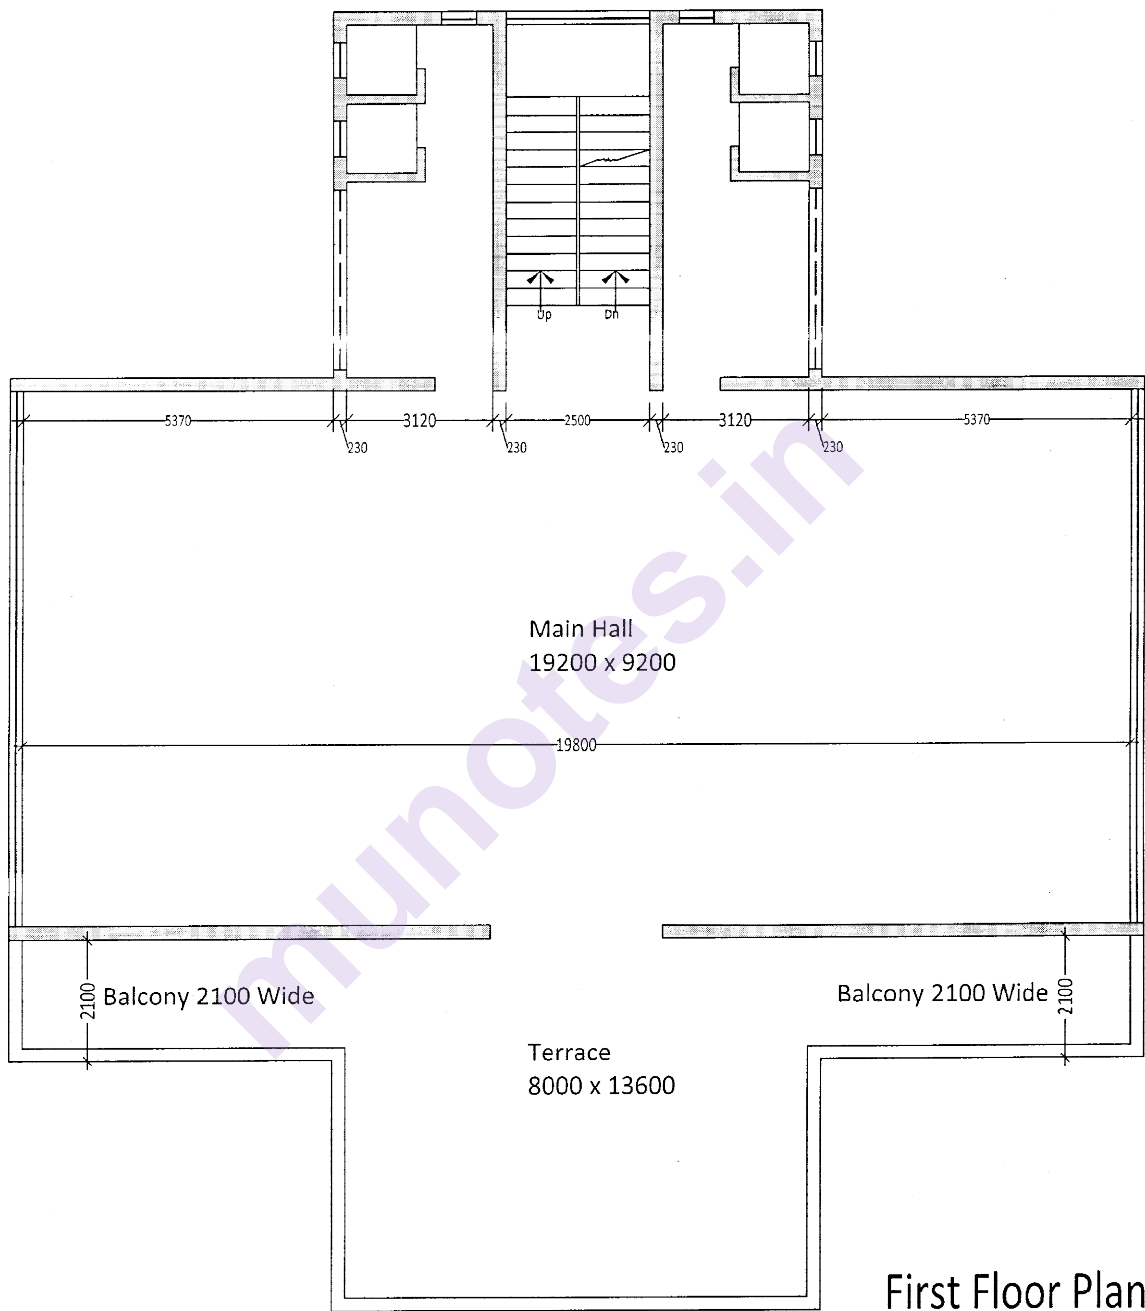 Up
Dn
5370
3120
2500
3120
5370
230
230
230
230
Main Hall
19200 x 9200
19800
2100
Balcony 2100 Wide
Balcony 2100 Wide
2100
Terrace
8000 x 13600
First Floor Plan
munotes.in